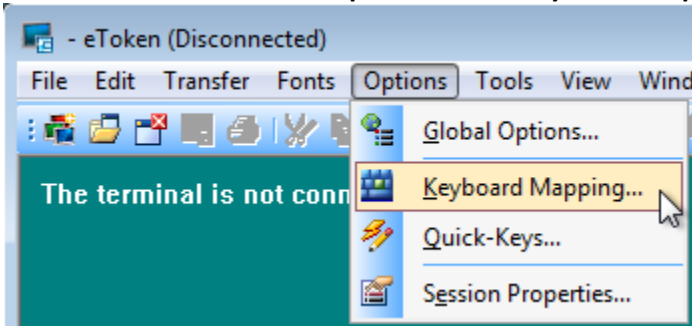 - eToken (Disconnected)
File Edit Transfer Fonts Options Tools View
Global Options...
The terminal is not
Keyboard Mapping...
Quick-Keys...
Session Properties...